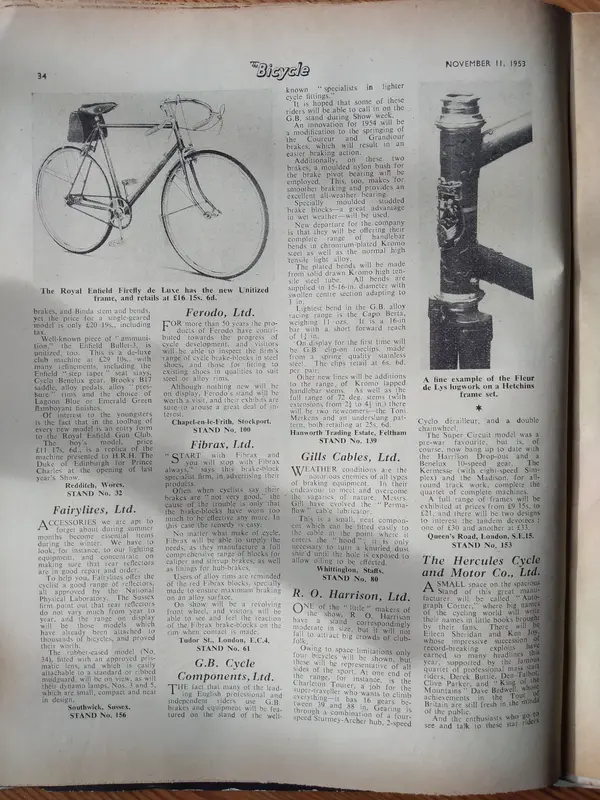 34
The Bicycle
NOVEMBER 11, 1953
The Royal Enfield Firefly de Luxe has the new Unitized
frame, and retails at £16 15s. 6d.
brakes, and Binda stem and bends,
yet the price for a single-geared
model is only £20 19s., including
tax.
Well-known piece of "ammuni-
tion," the Enfield Bullet-3, is
unitized, too. This is a de-luxe
club machine at £29 10s., with
many refinements, including the
Enfield "step taper" seat stays,
Cyclo Benelux gear, Brooks B17
saddle, alloy pedals, alloy "pres-
sure" rims and the choice of
Lagoon Blue or Emerald Green
flamboyant finishes.
Of interest to the youngsters
is the fact that in the toolbag of
every new model is an entry form
to the Royal Enfield Gun Club.
The boy's model, price
£11 17s. 6d., is a replica of the
machine presented to H.R.H. The
Duke of Edinburgh for Prince
Charles at the opening of last
year's Show.
Redditch, Worcs.
STAND No. 32
Fairylites, Ltd.
ACCESSORIES we are apt to
forget about during summer
months become essential items
during the winter. We have to
look, for instance, to our lighting
equipment, and concentrate on
making sure that rear reflectors
are in good repair and order.
To help you, Fairylites offer the
cyclist a good range of reflectors,
all approved by the National
Physical Laboratory. The Sussex
firm point out that rear reflectors
do not vary much from year to
year, and the range on display
will be those models which
have already been attached to
thousands of bicycles, and proved
their worth.
The rubber-cased model (No.
34), fitted with an approved pris-
matic lens, and which is easily
attachable to a standard or ribbed
mudguard, will be on view, as will
their dynamo lamps, Nos. 3 and 5,
which are small, compact and neat
in design.
Southwick, Sussex.
STAND No. 156
Ferodo, Ltd.
FOR more than 50 years the pro-
ducts of Ferodo have contri-
buted towards the progress of
cycle development, and visitors
will be able to inspect the firm's
range of cycle brake-blocks in steel
shoes, and those for fitting to
existing shoes in qualities to suit
steel or alloy rims.
Although nothing new will be
on display, Ferodo's stand will be
worth a visit, and their exhibits are
sure to arouse a great deal of in-
terest.
Chapel-en-le-Frith, Stockport.
STAND No. 100
Fibrax, Ltd.
"START with Fibrax and
you will stop with Fibrax
always," says this brake-block
specialist firm, in advertising their
products.
Often when cyclists say their
brakes are "not very good," the
cause of the trouble is only that
the brake-blocks have worn too
much to be effective any more. In
this case the remedy is easy.
No matter what make of cycle,
Fibrax will be able to supply the
needs, as they manufacture a full
comprehensive range of blocks for
caliper and stirrup brakes, as well
as linings for hub-brakes.
Users of alloy rims are reminded
of the red Fibrax blocks, specially
made to ensure maximum braking
on an alloy surface.
On show will be a revolving
front wheel, and visitors will be
able to see and feel the traction
of the Fibrax brake-blocks on the
rim when contact is made.
Tudor St., London, E.C.4.
STAND No. 61
G.B. Cycle
Components, Ltd.
THE fact that many of the lead-
ing English professional and
independent riders use G.B.
brakes and equipment will be fea-
tured on the stand of the well-
known "specialists in lighter
cycle fittings."
It is hoped that some of these
riders will be able to call in on the
G.B. stand during Show week.
An innovation for 1954 will be
a modification to the springing of
the Coureur and Grandiour
brakes, which will result in an
easier braking action.
Additionally, on these two
brakes, a moulded nylon bush for
the brake pivot bearing will be
employed. This, too, makes for
smoother braking and provides an
excellent all-weather bearing.
Specially moulded studded
brake blocks—a great advantage
in wet weather—will be used.
New departure for the company
is that they will be offering their
complete range of handlebar
bends in chromium-plated Kromo
steel as well as the normal high
tensile light alloy.
The plated bends will be made
from solid drawn Kromo high ten-
sile steel tube. All bends are
supplied in 15-16-in. diameter with
swollen centre section adapting to
1 in.
Lightest bend in the G.B. alloy
racing range is the Capo Berta,
weighing 11 ozs. It is a 16-in
bar with a short forward reach
On display for the first time will
be G.B. clip-on toeclips, made
from a spring quality stainless
steel. The clips retail at 6s. 6d.
per pair.
Other new lines will be additions
to the range, of Kromo lapped
handlebar stems. As well as the
full range of 72 deg. stems (with
extensions from
will be two newcomers—the Ton
Merckens and an underslung pat-
tern, both retailing at 25s. 6d.
Hanworth Trading Estate, Feltham
STAND No. 139
Gills Cables, Ltd.
WEATHER conditions are the
notorious enemies of all types
of braking equipment. In their
endeavour to meet and overcome
the vagaries of nature, Messrs.
Gill have evolved the "Perma-
flow" cable lubricator.
This is a small, neat compon-
ent which can be fitted easily to
the cable at the point where it
enters the "hood"; it is only
necessary to turn a knurled dust
shield until the hole is exposed to
allow oiling to be effected.
Whittington, Staffs.
STAND No. 80
R. O. Harrison, Ltd.
ONE of the "little" makers of
the show, R. O. Harrison
have a stand correspondingly
moderate in size, but it will not
fail to attract big crowds of club-
folk.
Owing to space limitations only
four bicycles will be shown, but
these will be representative of all
sides of the sport. At one end of
the range, for instance, is the
Charleton Tourer, a job for the
super-traveller who wants to climb
everything—it has 16 gears be-
tween 39 and 88 in. Gearing is
through a combination of a four-
speed Sturmey-Archer hub, 2-speed
A fine example of the Fleur
de Lys lugwork on a Hetchins
frame set.
Cyclo derailleur, and a double
chainwheel.
The Super Circuit model was a
pre-war favourite, but is, of
course, now bang up to date with
the Harrison Drop-out and a
Benelux 10-speed gear. The
Kermesse (with eight-speed Sim-
plex) and the Madison, for all-
round track work, complete the
quartet of complete machines.
A full range of frames will be
exhibited at prices from £9 15s. to
£21, and there will be two designs
to interest the tandem devotees:
one of £30 and another at £33.
Queen's Road, London, S.E.15.
STAND No. 153
The Hercules Cycle
and Motor Co., Ltd.
A SMALL space on the spacious
Stand of this great manu-
facturer will be called "Auto-
graph Corner," where big names
of the cycling world will write
their names in little books brought
by their fans. There will be
Eileen Sheridan and Ken Joy,
whose impressive succession of
record-breaking exploits have
earned so many headlines this
year, supported by the famous
quartet of professional mass start
riders, Derek Buttle, Dennis Talbot,
Clive Parker, and "King of the
Mountains" Dave Bedwell, whose
achievements in the Tour of
Britain are still fresh in the minds
of the public.
And the enthusiasts who go to
see and talk to these star riders